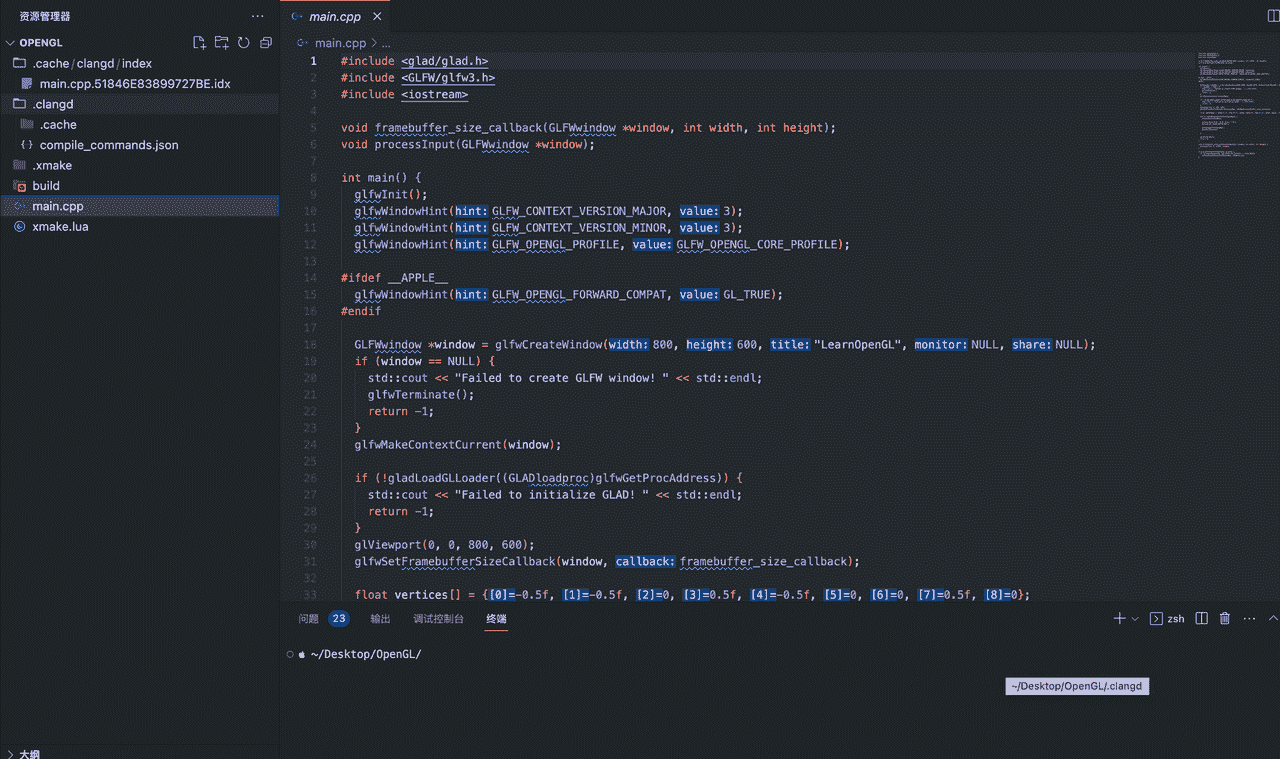 资源管理器
OPENGL
.cache / clangd / index
main.cpp.51846E83899727BE.idx
.clangd
.cache
compile_commands.json
.xmake
build
main.cpp
xmake.lua
大纲
main.cpp
main.cpp > ...
1 #include <glad/glad.h>
2 #include <GLFW/glfw3.h>
3 #include <iostream>
4
5 void framebuffer_size_callback(GLFWwindow *window, int width, int height);
6 void processInput(GLFWwindow *window);
7
8 int main() {
9 glfwInit();
10 glfwWindowHint(hint: GLFW_CONTEXT_VERSION_MAJOR, value: 3);
11 glfwWindowHint(hint: GLFW_CONTEXT_VERSION_MINOR, value: 3);
12 glfwWindowHint(hint: GLFW_OPENGL_PROFILE, value: GLFW_OPENGL_CORE_PROFILE);
13
14 #ifdef __APPLE__
15 glfwWindowHint(hint: GLFW_OPENGL_FORWARD_COMPAT, value: GL_TRUE);
16 #endif
17
18 GLFWwindow *window = glfwCreateWindow(width: 800, height: 600, title: "LearnOpenGL", monitor: NULL, share: NULL);
19 if (window == NULL) {
20 std::cout << "Failed to create GLFW window! " << std::endl;
21 glfwTerminate();
22 return -1;
23 }
24 glfwMakeContextCurrent(window);
25
26 if (!gladLoadGLLoader((GLADloadproc)glfwGetProcAddress)) {
27 std::cout << "Failed to initialize GLAD! " << std::endl;
28 return -1;
29 }
30 glViewport(0, 0, 800, 600);
31 glfwSetFramebufferSizeCallback(window, callback: framebuffer_size_callback);
32
33 float vertices[] = {[0]=-0.5f, [1]=-0.5f, [2]=0, [3]=0.5f, [4]=-0.5f, [5]=0, [6]=0, [7]=0.5f, [8]=0};
问题 23 输出 调试控制台 终端 zsh
~/Desktop/OpenGL/
~/Desktop/OpenGL/.clangd